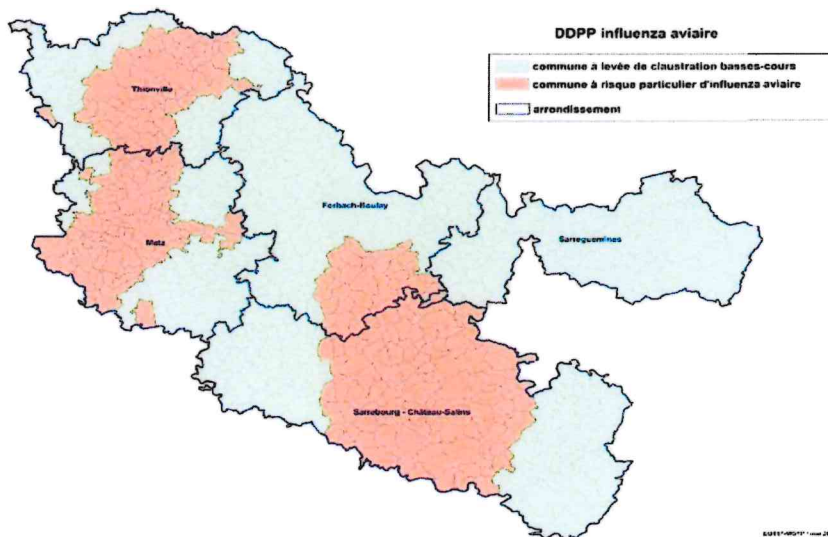 DDPP influenza aviaire
commune à levée de claustration basses-cours
commune à risque particulier d'influenza aviaire
arrondissement
Thionville
Forbach-Boulay
Metz
Sarreguemines
Sarrebourg - Château-Salins